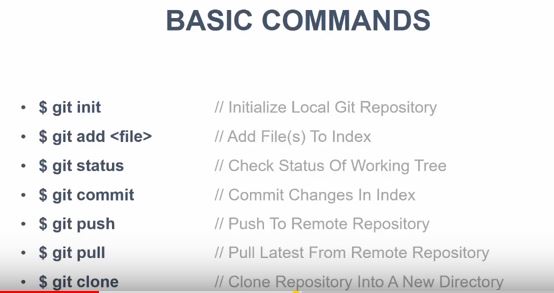 BASIC COMMANDS
• $ git init // Initialize Local Git Repository
• $ git add <file> // Add File(s) To Index
• $ git status // Check Status Of Working Tree
• $ git commit // Commit Changes In Index
• $ git push // Push To Remote Repository
• $ git pull // Pull Latest From Remote Repository
• $ git clone // Clone Repository Into A New Directory